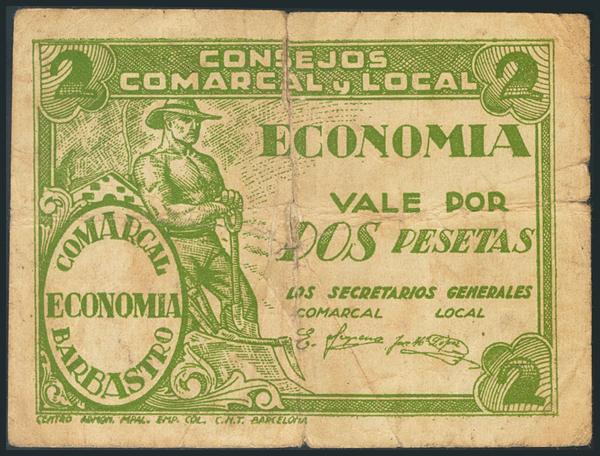 2
CONSEJOS
COMARCAL y LOCAL
2
ECONOMIA
VALE POR
DOS PESETAS
LOS SECRETARIOS GENERALES
COMARCAL LOCAL
COMARCAL
ECONOMIA
BARBASTRO
2
CENTRO ADMON. MPAL. EMP. COL. C.N.T. BARCELONA